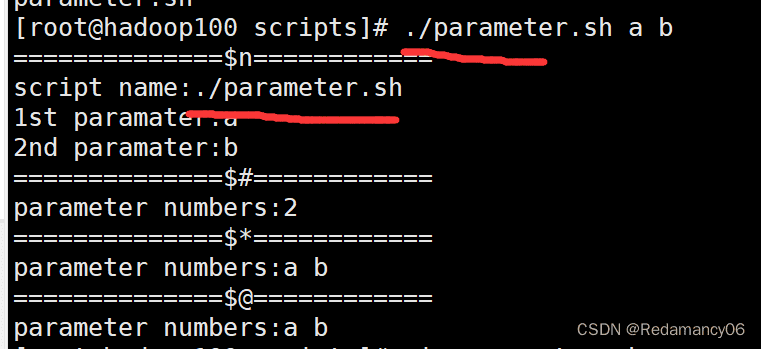 parameter.sh
[root@hadoop100 scripts]# ./parameter.sh a b
==============$n============
script name:./parameter.sh
1st paramater:a
2nd paramater:b
==============$#============
parameter numbers:2
==============$*============
parameter numbers:a b
==============$@============
parameter numbers:a b
CSDN @Redamancy06